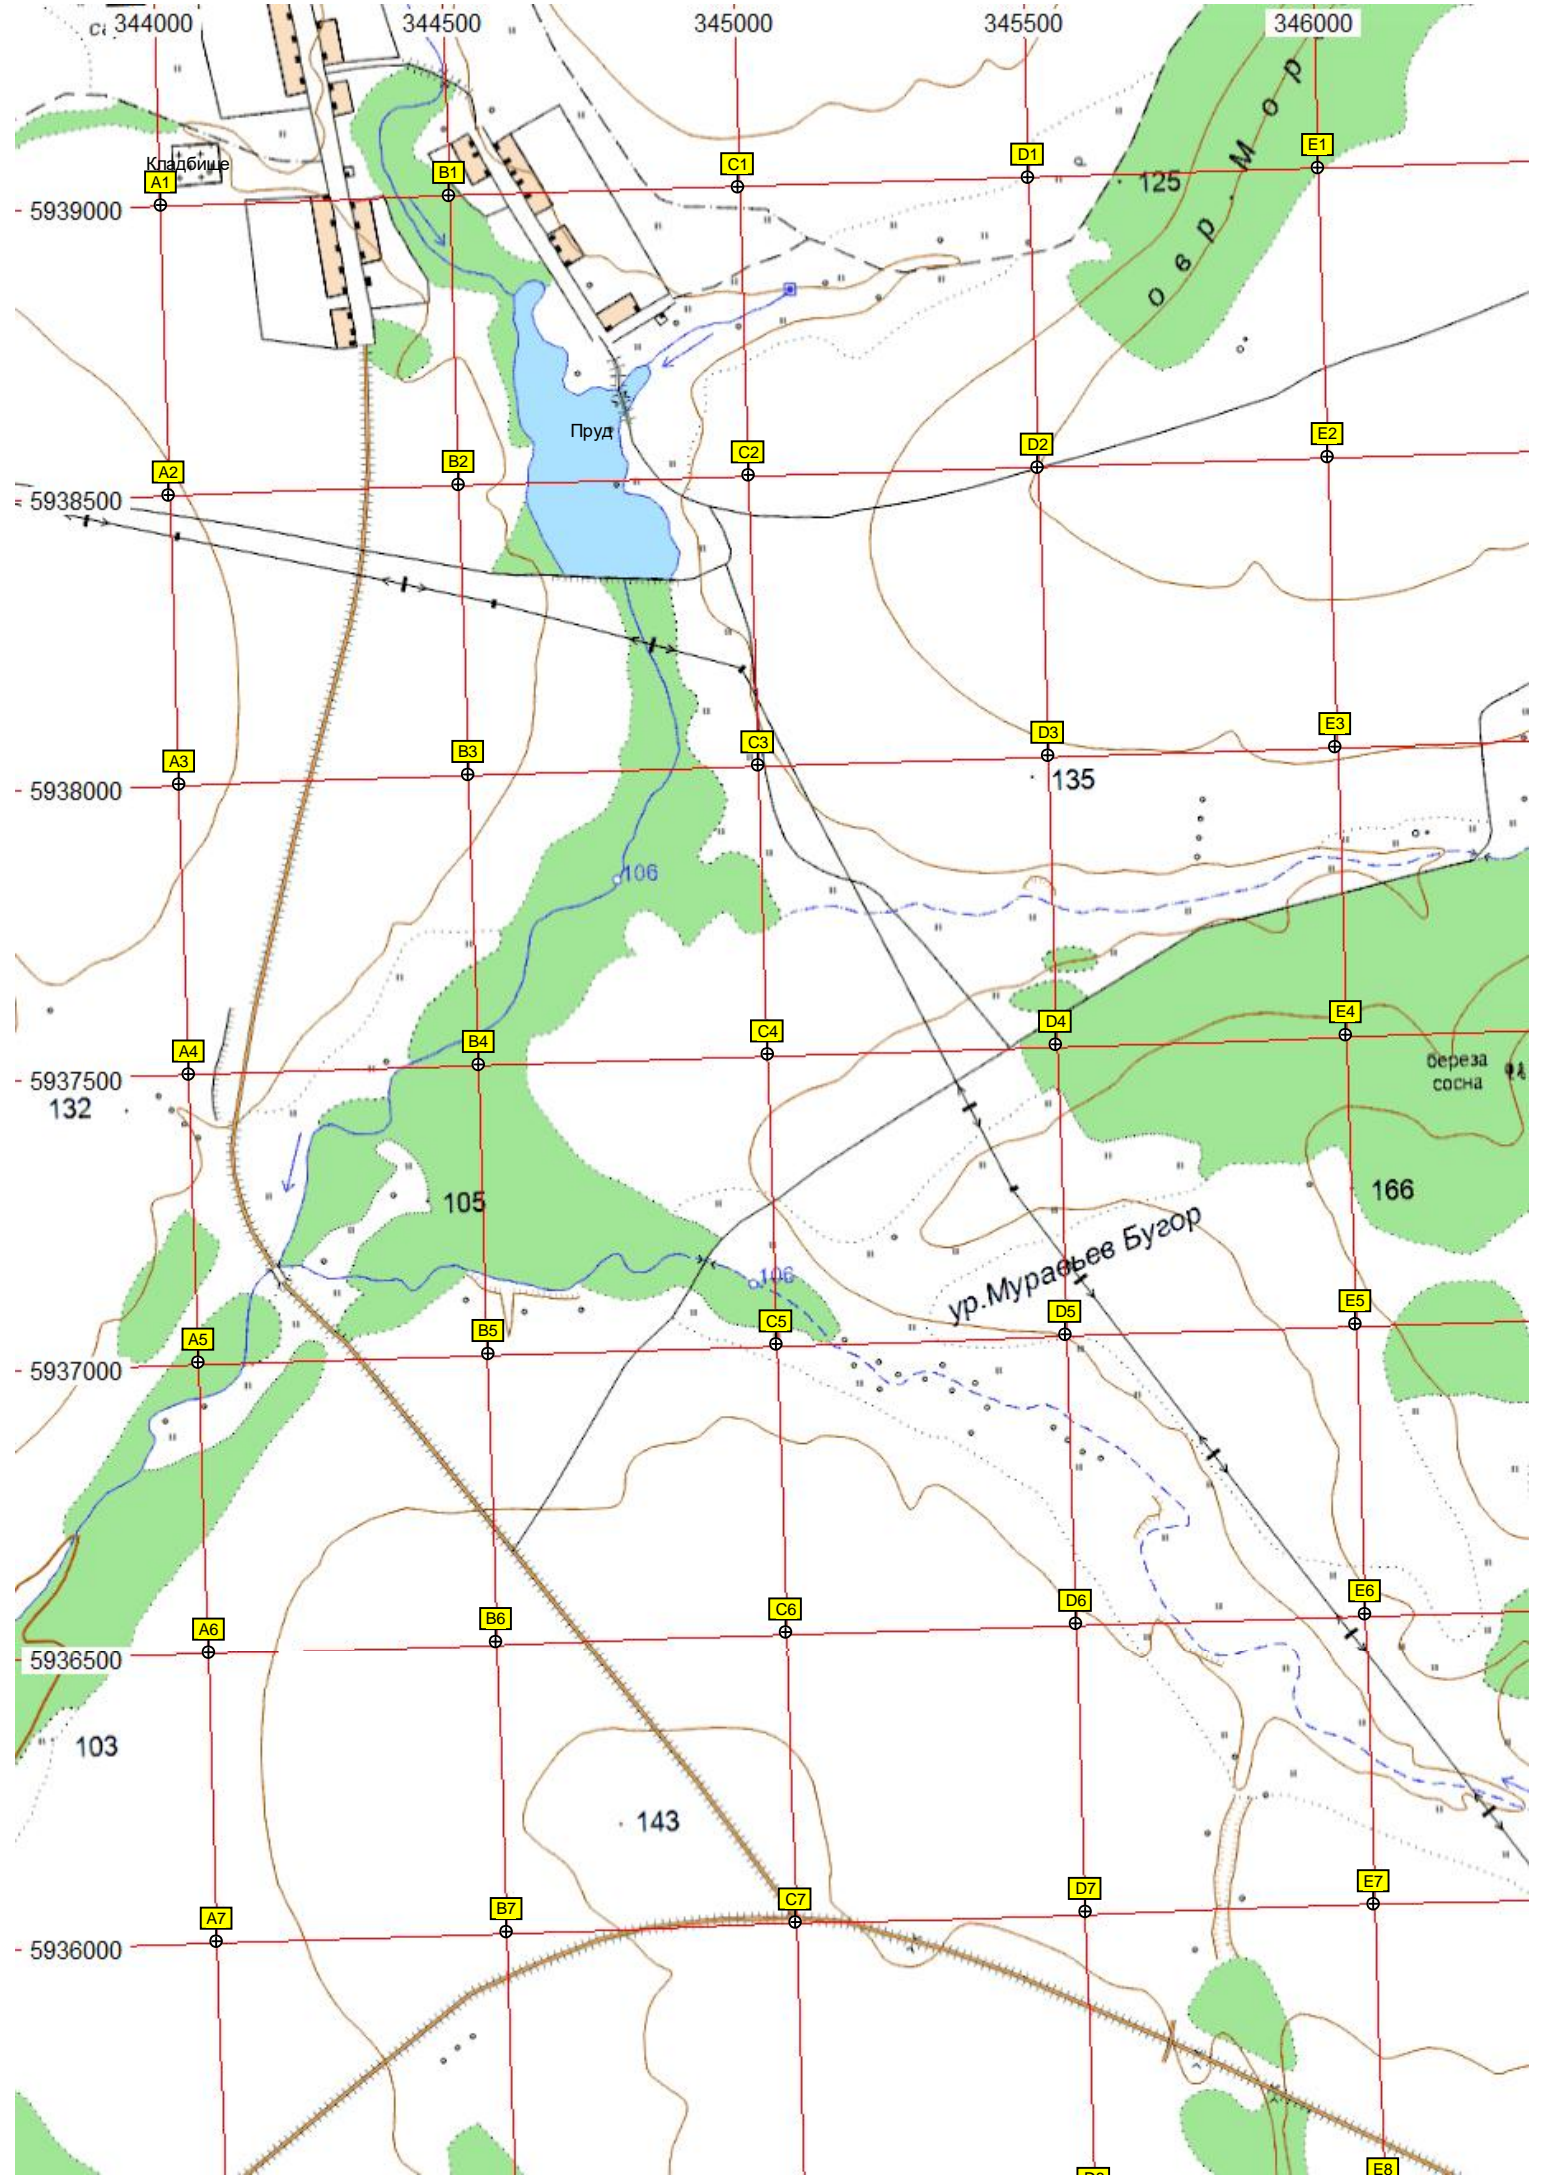 344000 344500 345000 345500 346000
овр. Мор
Кладбище
125
A1 B1 C1 D1 E1
5939000
Пруд
A2 B2 C2 D2 E2
5938500
A3 B3 C3 D3 E3
5938000
135
106
A4 B4 C4 D4 E4
5937500
береза
сосна
132
105
166
ур.Муравьев Бугор
106
A5 B5 C5 D5 E5
5937000
A6 B6 C6 D6 E6
5936500
103
143
A7 B7 C7 D7 E7
5936000
E8